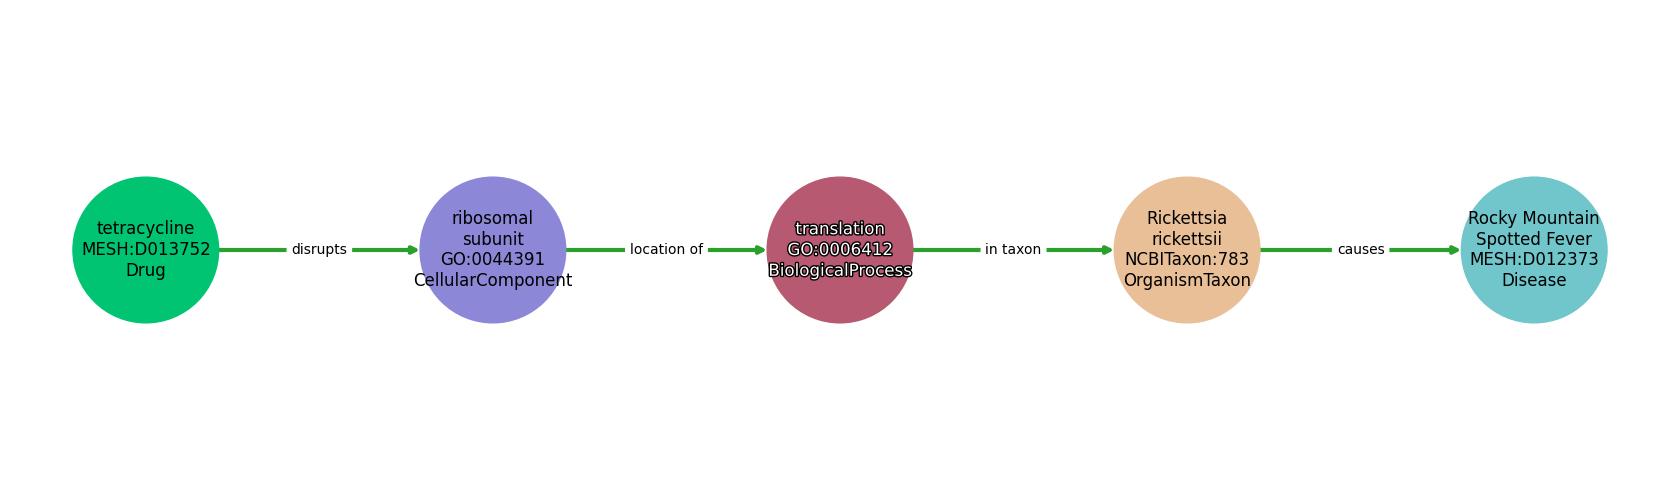 tetracycline
MESH:D013752
Drug
disrupts
ribosomal
subunit
GO:0044391
CellularComponent
location of
translation
GO:0006412
BiologicalProcess
in taxon
Rickettsia
rickettsii
NCBITaxon:783
OrganismTaxon
causes
Rocky Mountain
Spotted Fever
MESH:D012373
Disease